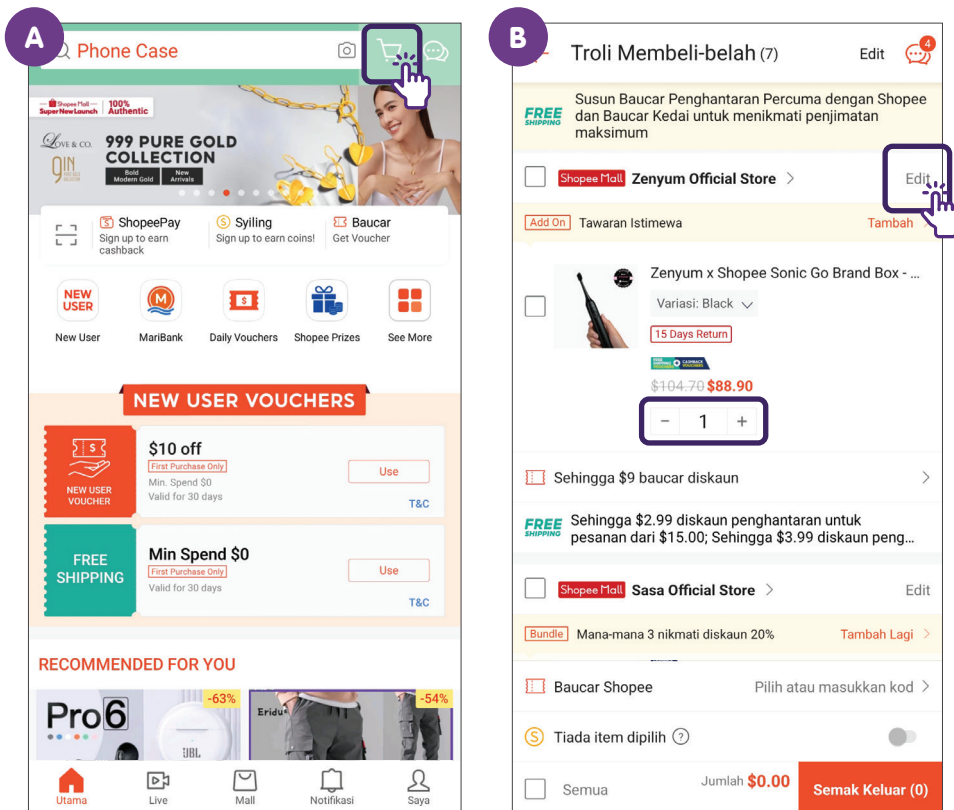 A
Phone Case
Shopee Mall
Super New Launch
100%
Authentic
LOVE & CO.
9IN
999 PURE GOLD
COLLECTION
Bold
Modern Gold
New
Arrivals
ShopeePay
Sign up to earn
cashback
Syiling
Sign up to earn coins!
Baucar
Get Voucher
NEW
USER
New User
MariBank
Daily Vouchers
Shopee Prizes
See More
NEW USER VOUCHERS
NEW USER
VOUCHER
$10 off
First Purchase Only
Min. Spend $0
Valid for 30 days
Use
T&C
FREE
SHIPPING
Min Spend $0
First Purchase Only
Valid for 30 days
Use
T&C
RECOMMENDED FOR YOU
Pro6
-63%
JBL
Eridu
-54%
Utama
Live
Mall
Notifikasi
Saya
B
Troli Membeli-belah (7)
Edit
4
FREE
SHIPPING
Susun Baucar Penghantaran Percuma dengan Shopee
dan Baucar Kedai untuk menikmati penjimatan
maksimum
Shopee Mall Zenyum Official Store >
Edit
Add On Tawaran Istimewa
Tambah >
Zenyum x Shopee Sonic Go Brand Box - ...
Variasi: Black
15 Days Return
$104.70 $88.90
- 1 +
Sehingga $9 baucar diskaun >
FREE
SHIPPING
Sehingga $2.99 diskaun penghantaran untuk
pesanan dari $15.00; Sehingga $3.99 diskaun peng...
Shopee Mall Sasa Official Store >
Edit
Bundle Mana-mana 3 nikmati diskaun 20%
Tambah Lagi >
Baucar Shopee
Pilih atau masukkan kod >
Tiada item dipilih ?
Semua
Jumlah $0.00
Semak Keluar (0)